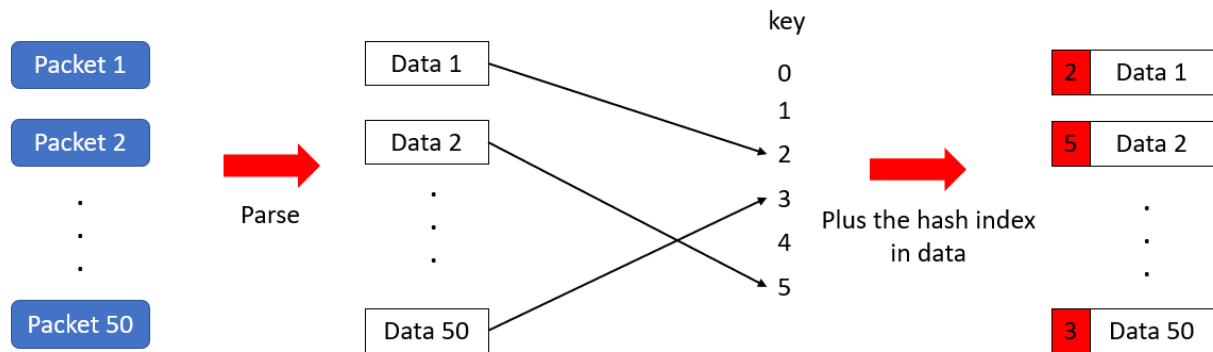 key
Packet 1
Data 1
0
2 Data 1
1
Packet 2
Data 2
2
5 Data 2
3
Parse
Plus the hash index
in data
4
5
Packet 50
Data 50
3 Data 50